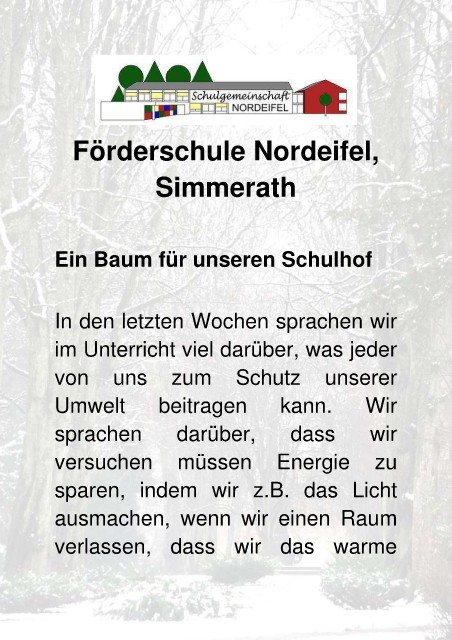 Schulgemeinschaft
NORDEIFEL
Förderschule Nordeifel,
Simmerath
Ein Baum für unseren Schulhof
In den letzten Wochen sprachen wir
im Unterricht viel darüber, was jeder
von uns zum Schutz unserer
Umwelt beitragen kann. Wir
sprachen darüber, dass wir
versuchen müssen Energie zu
sparen, indem wir z.B. das Licht
ausmachen, wenn wir einen Raum
verlassen, dass wir das warme